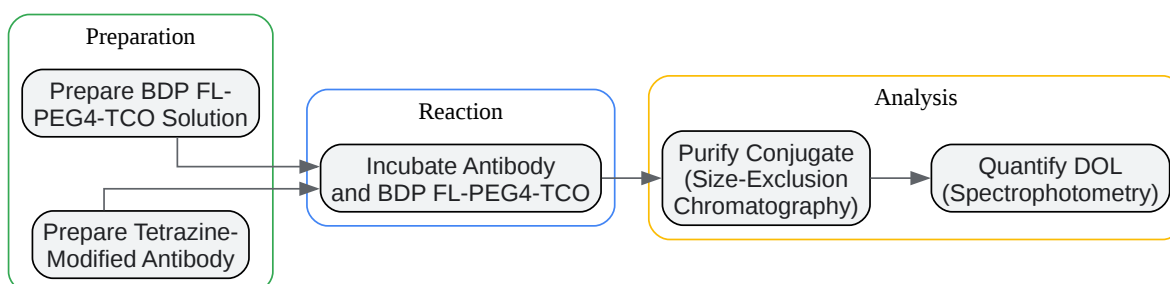 Preparation
Prepare BDP FL-
PEG4-TCO Solution
Prepare Tetrazine-
Modified Antibody
Reaction
Incubate Antibody
and BDP FL-PEG4-TCO
Analysis
Purify Conjugate
(Size-Exclusion
Chromatography)
Quantify DOL
(Spectrophotometry)